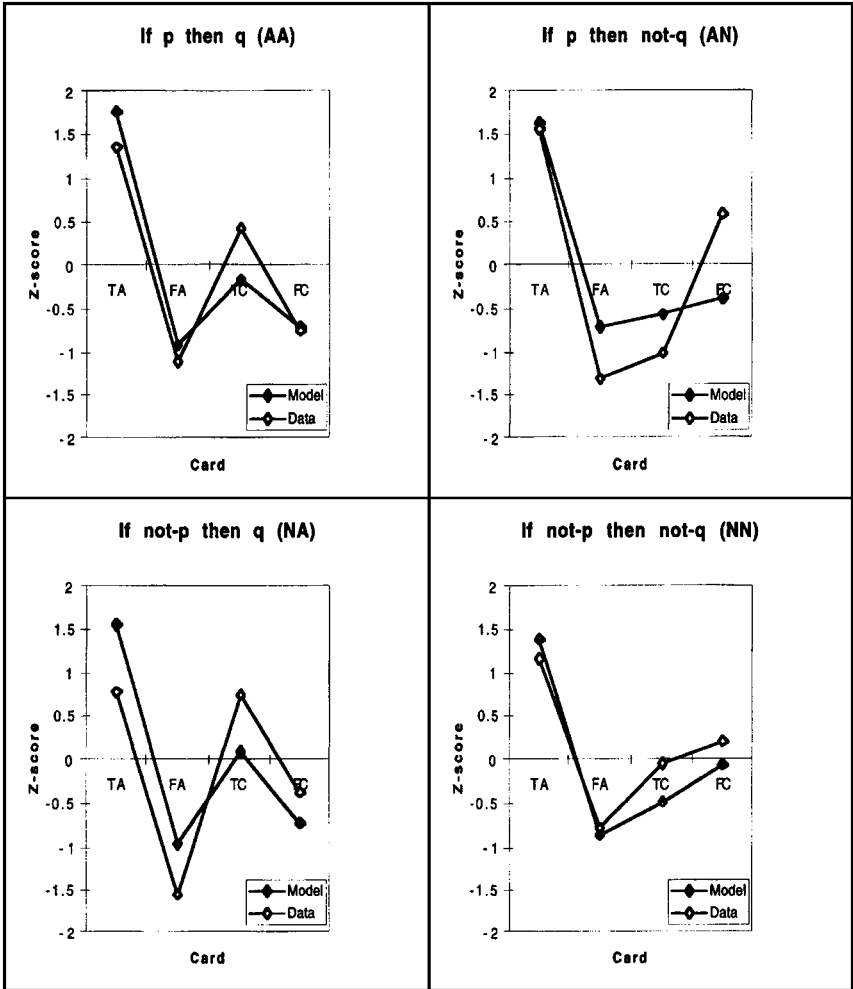 If p then q (AA)
2
1.5
1
0.5
0
-0.5
-1
-1.5
-2
Z-score
TA FA TC FC
Model
Data
Card
If p then not-q (AN)
2
1.5
1
0.5
0
-0.5
-1
-1.5
-2
Z-score
TA FA TC FC
Model
Data
Card
If not-p then q (NA)
2
1.5
1
0.5
0
-0.5
-1
-1.5
-2
Z-score
TA FA TC FC
Model
Data
Card
If not-p then not-q (NN)
2
1.5
1
0.5
0
-0.5
-1
-1.5
-2
Z-score
TA FA TC FC
Model
Data
Card